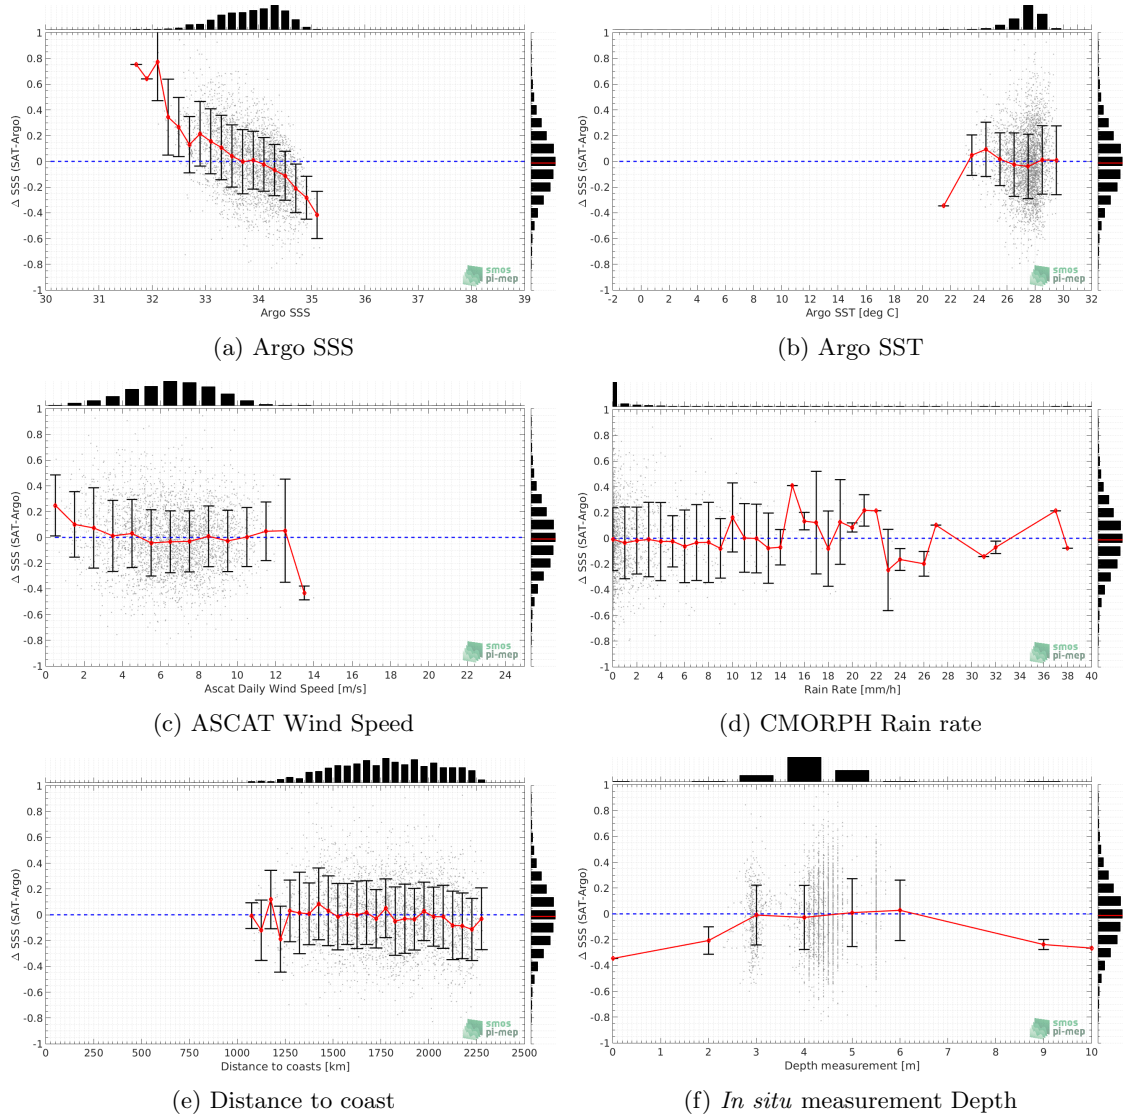 Δ SSS (SAT-Argo)
1
0.8
0.6
0.4
0.2
0
-0.2
-0.4
-0.6
-0.8
-1
30 31 32 33 34 35 36 37 38 39
Argo SSS
smos
pi-mep
(a) Argo SSS
Δ SSS (SAT-Argo)
1
0.8
0.6
0.4
0.2
0
-0.2
-0.4
-0.6
-0.8
-1
-2 0 2 4 6 8 10 12 14 16 18 20 22 24 26 28 30 32
Argo SST [deg C]
smos
pi-mep
(b) Argo SST
Δ SSS (SAT-Argo)
1
0.8
0.6
0.4
0.2
0
-0.2
-0.4
-0.6
-0.8
-1
0 2 4 6 8 10 12 14 16 18 20 22 24
Ascat Daily Wind Speed [m/s]
smos
pi-mep
(c) ASCAT Wind Speed
Δ SSS (SAT-Argo)
1
0.8
0.6
0.4
0.2
0
-0.2
-0.4
-0.6
-0.8
-1
0 2 4 6 8 10 12 14 16 18 20 22 24 26 28 30 32 34 36 38 40
Rain Rate [mm/h]
smos
pi-mep
(d) CMORPH Rain rate
Δ SSS (SAT-Argo)
1
0.8
0.6
0.4
0.2
0
-0.2
-0.4
-0.6
-0.8
-1
0 250 500 750 1000 1250 1500 1750 2000 2250 2500
Distance to coasts [km]
smos
pi-mep
(e) Distance to coast
Δ SSS (SAT-Argo)
1
0.8
0.6
0.4
0.2
0
-0.2
-0.4
-0.6
-0.8
-1
0 1 2 3 4 5 6 7 8 9 10
Depth measurement [m]
smos
pi-mep
(f) In situ measurement Depth